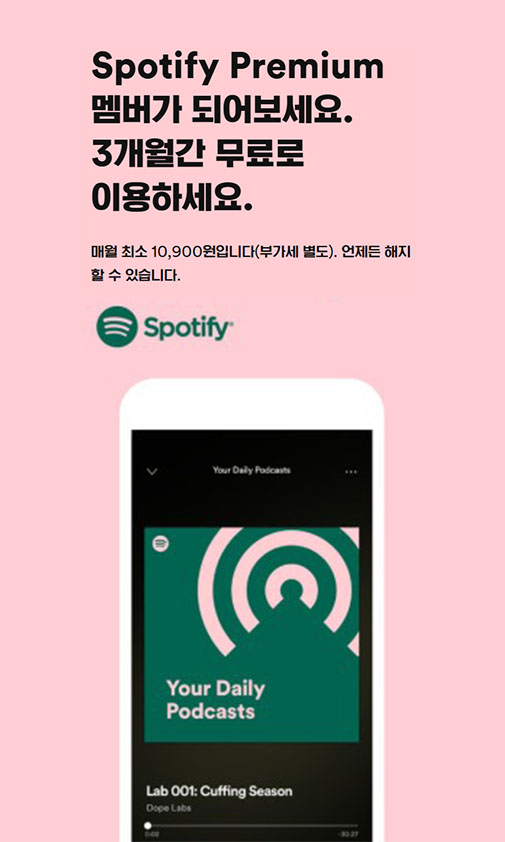 Spotify Premium
멤버가 되어보세요.
3개월간 무료로
이용하세요.
매월 최소 10,900원입니다(부가세 별도). 언제든 해지
할 수 있습니다.
Spotify
Your Daily Podcasts
Your Daily
Podcasts
Lab 001: Cuffing Season
Dope Labs
0:02 -30:27